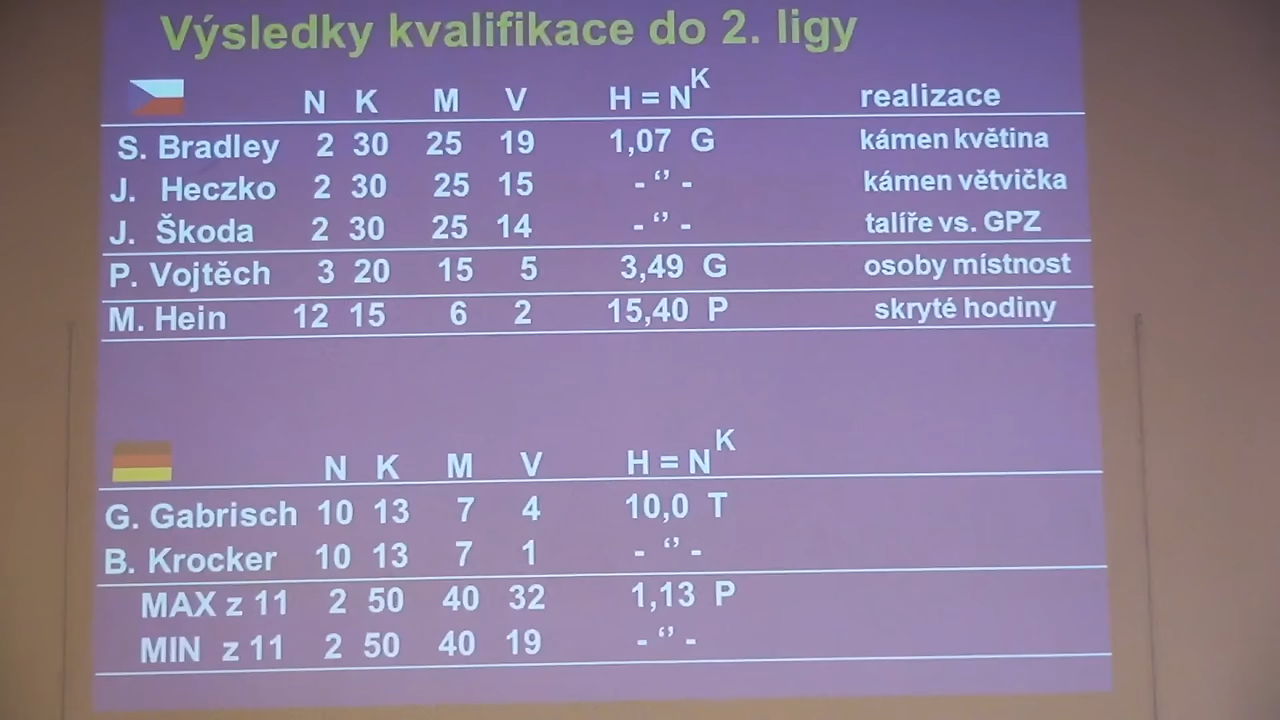 Výsledky kvalifikace do 2. ligy
N K M V H = N^K realizace
S. Bradley 2 30 25 19 1,07 G kámen květina
J. Heczko 2 30 25 15 - “ - kámen větvička
J. Škoda 2 30 25 14 - “ - talíře vs. GPZ
P. Vojtěch 3 20 15 5 3,49 G osoby místnost
M. Hein 12 15 6 2 15,40 P skryté hodiny
N K M V H = N^K
G. Gabrisch 10 13 7 4 10,0 T
B. Krocker 10 13 7 1 - “ -
MAX z 11 2 50 40 32 1,13 P
MIN z 11 2 50 40 19 - “ -